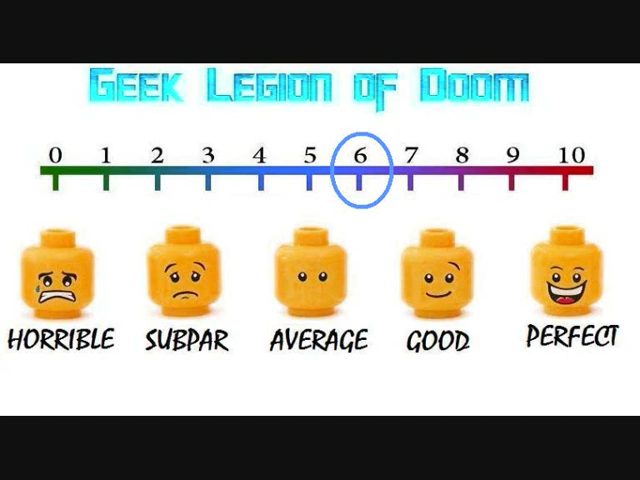 GEEK LEGION OF DOOM
0 1 2 3 4 5 6 7 8 9 10
HORRIBLE SUBPAR AVERAGE GOOD PERFECT